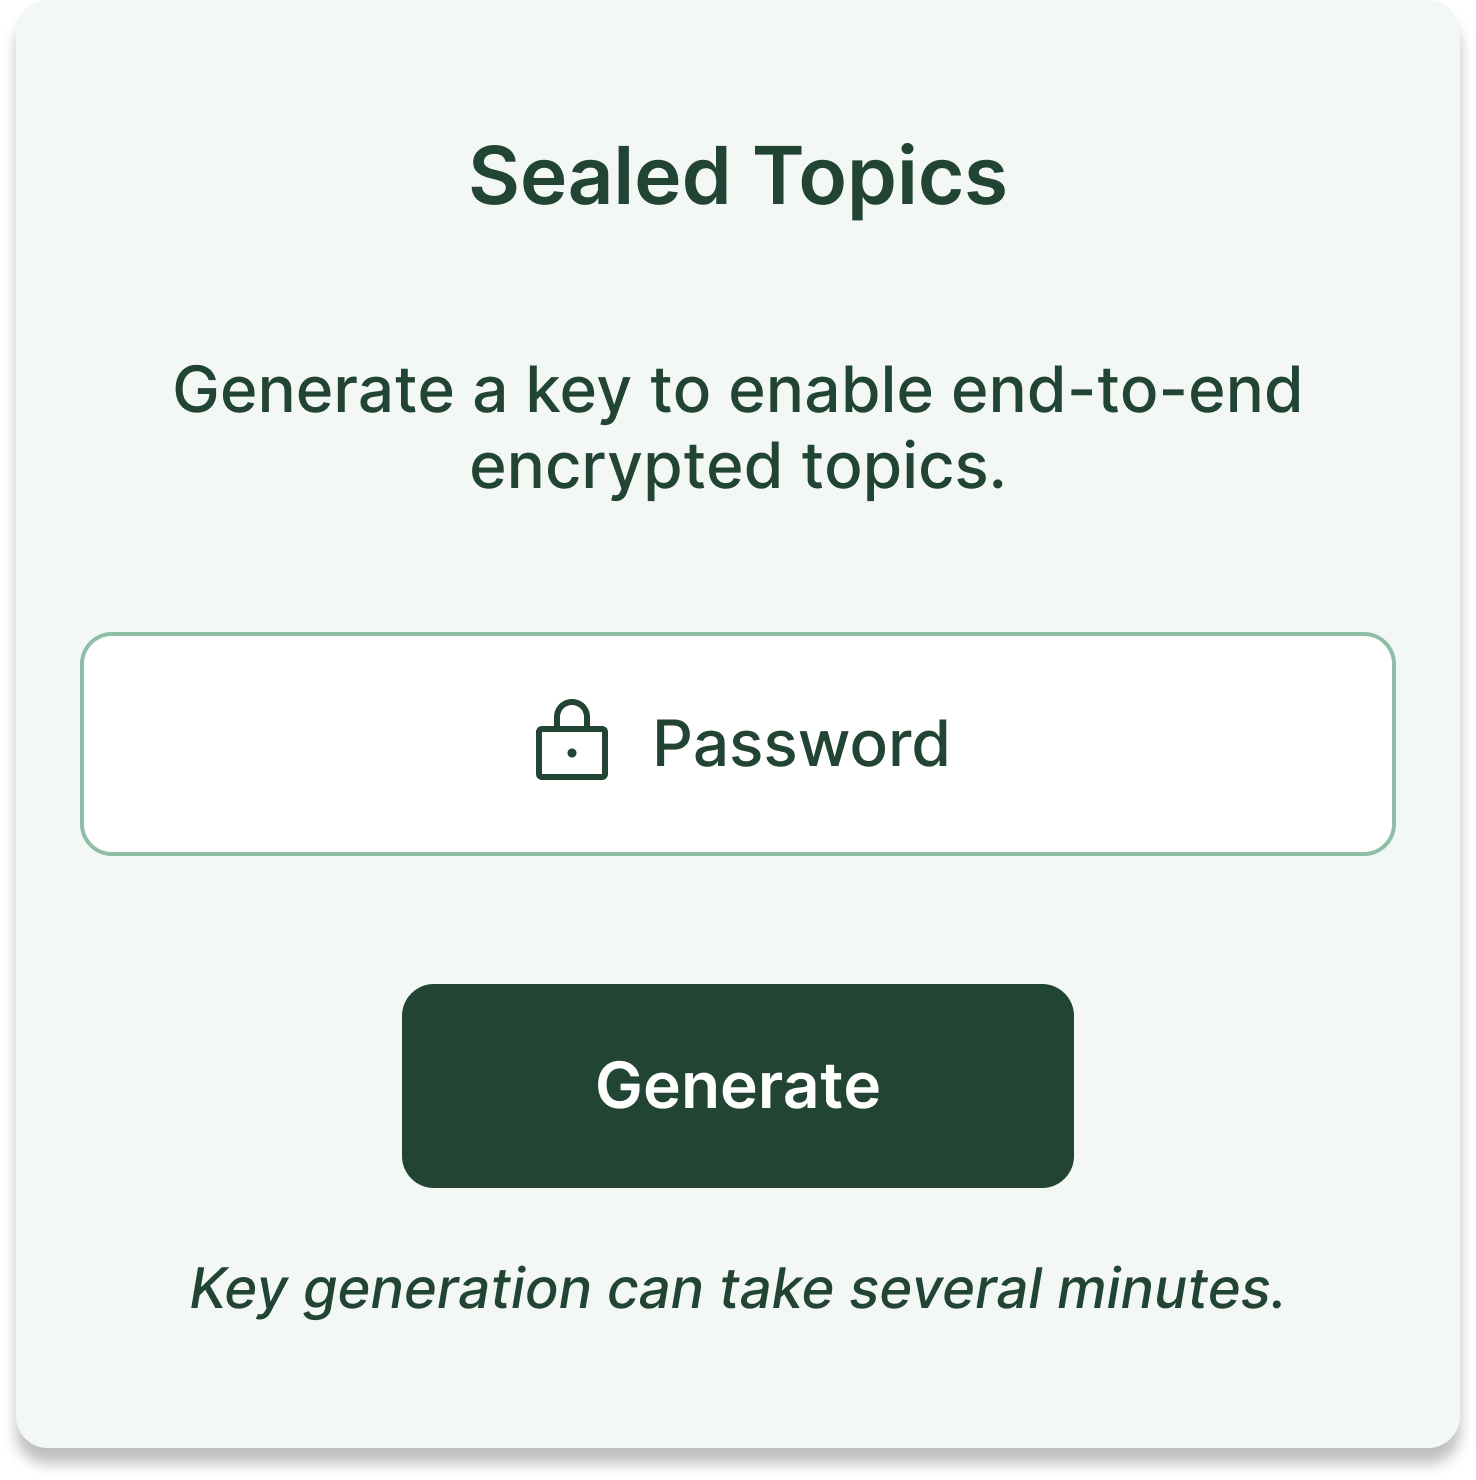 Sealed Topics
Generate a key to enable end-to-end
encrypted topics.
Password
Generate
Key generation can take several minutes.